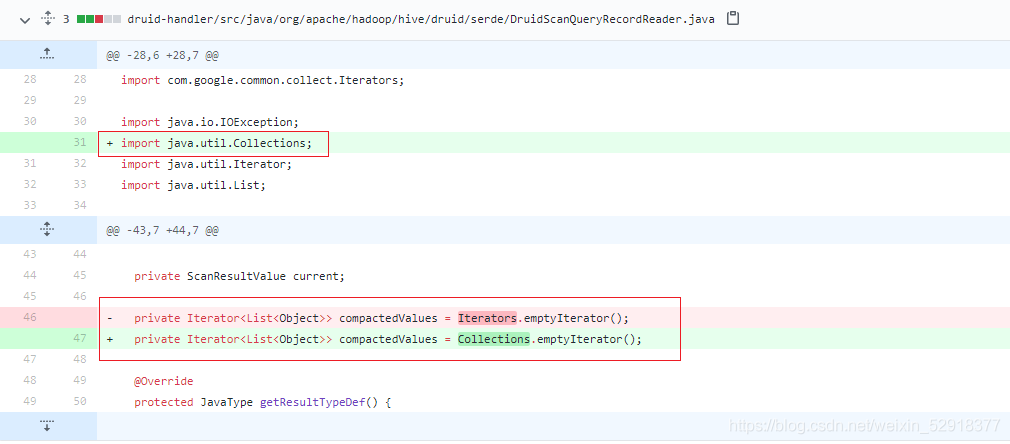 3 druid-handler/src/java/org/apache/hadoop/hive/druid/serde/DruidScanQueryRecordReader.java
@@ -28,6 +28,7 @@
28 28 import com.google.common.collect.Iterators;
29 29
30 30 import java.io.IOException;
31 + import java.util.Collections;
31 32 import java.util.Iterator;
32 33 import java.util.List;
33 34
@@ -43,7 +44,7 @@
43 44
44 45 private ScanResultValue current;
45 46
46 - private Iterator<List<Object>> compactedValues = Iterators.emptyIterator();
47 + private Iterator<List<Object>> compactedValues = Collections.emptyIterator();
47 48
48 49 @Override
49 50 protected JavaType getResultTypeDef() {
https://blog.csdn.net/weixin_52918377